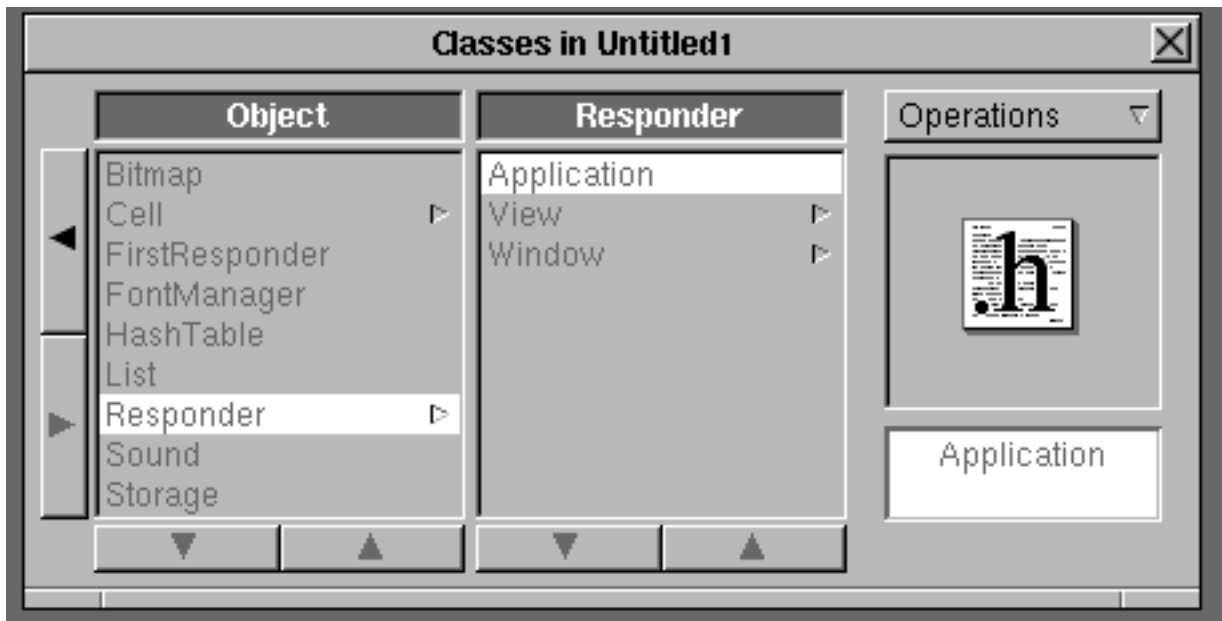 Classes in Untitled1
Object
Bitmap
Cell
FirstResponder
FontManager
HashTable
List
Responder
Sound
Storage
Responder
Application
View
Window
Operations
.h
Application